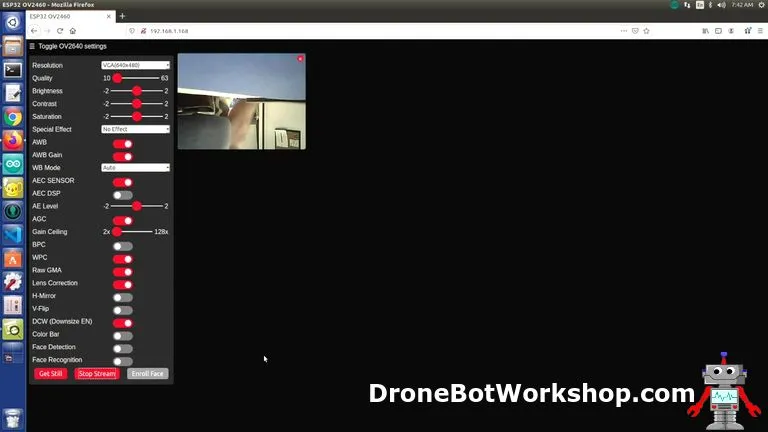 ESP32 OV2460 - Mozilla Firefox
7:42 AM
ESP32 OV2460
192.168.1.168
Toggle OV2640 settings
Resolution VGA(640x480)
Quality 10 63
Brightness -2 2
Contrast -2 2
Saturation -2 2
Special Effect No Effect
AWB
AWB Gain
WB Mode Auto
AEC SENSOR
AEC DSP
AE Level -2 2
AGC
Gain Ceiling 2x 128x
BPC
WPC
Raw GMA
Lens Correction
H-Mirror
V-Flip
DCW (Downsize EN)
Color Bar
Face Detection
Face Recognition
Get Still Stop Stream Enroll Face
DroneBotWorkshop.com